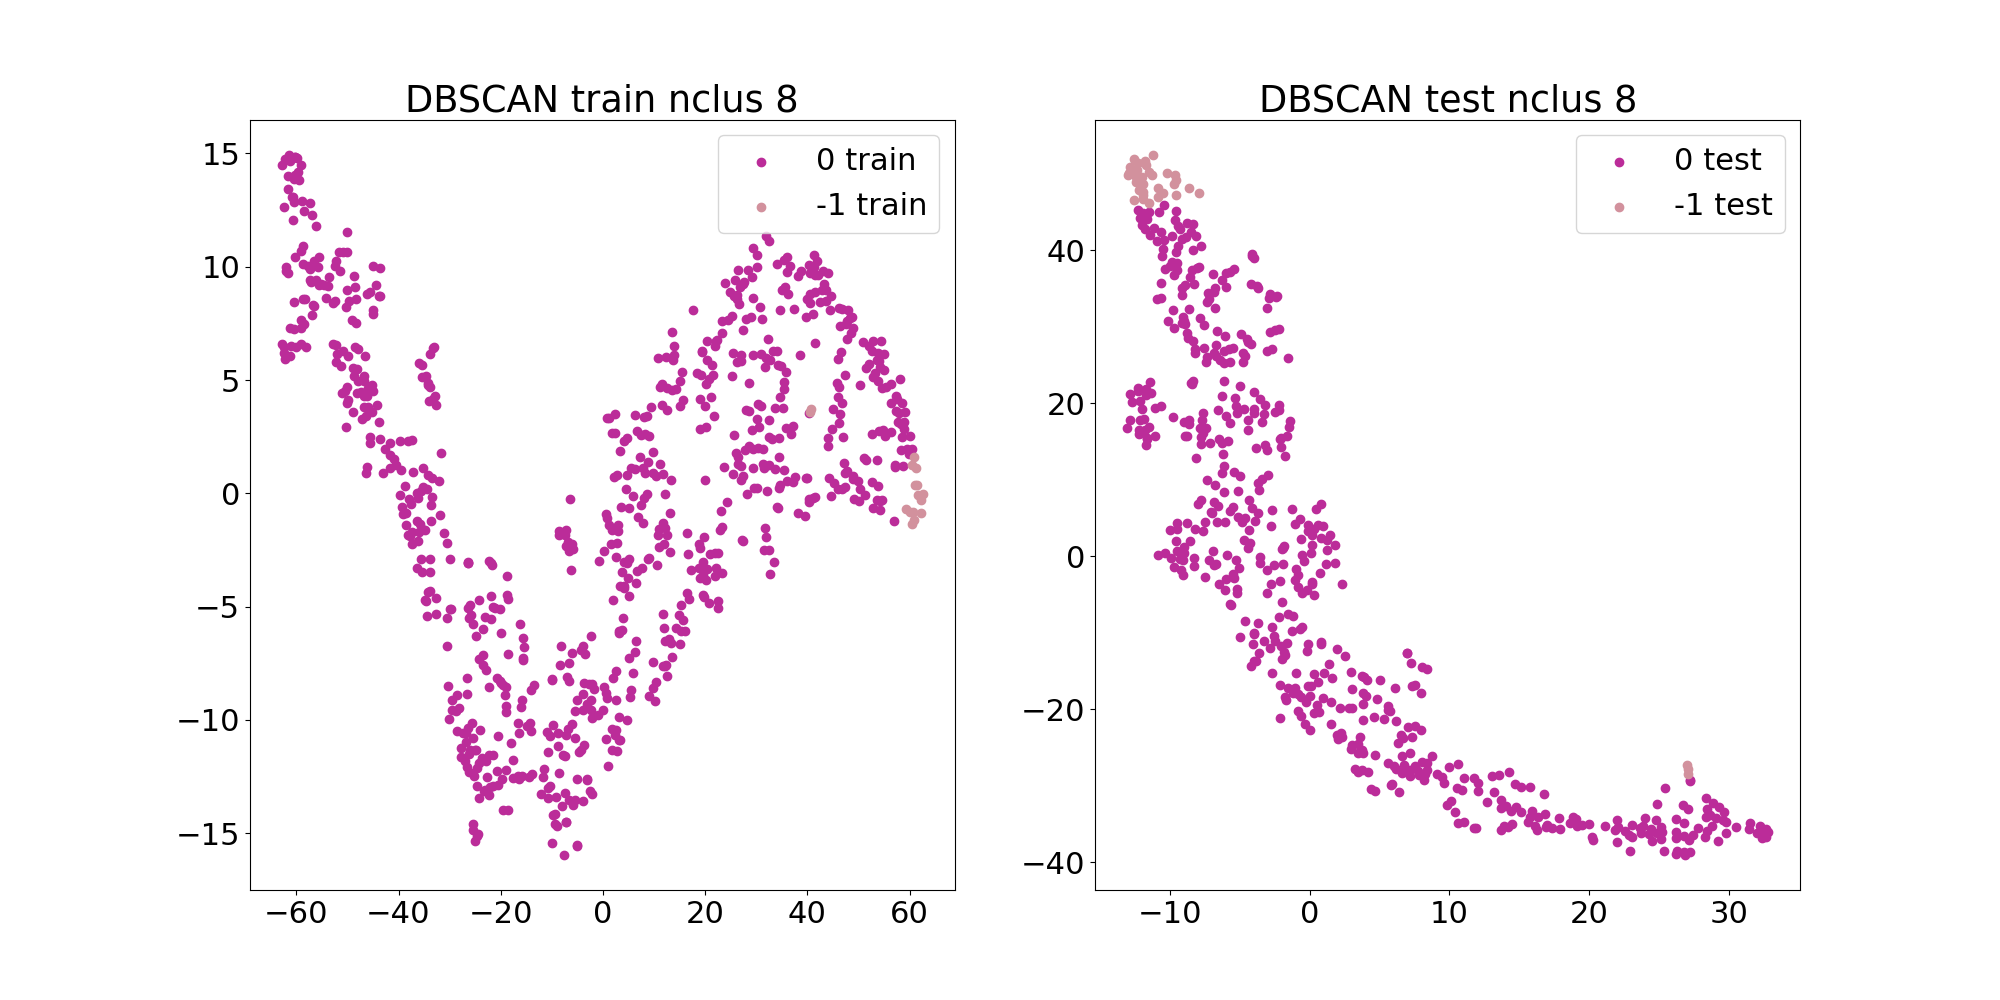 DBSCAN train nclus 8
0 train
-1 train
15
10
5
0
−5
−10
−15
−60 −40 −20 0 20 40 60
DBSCAN test nclus 8
0 test
-1 test
40
20
0
−20
−40
−10 0 10 20 30